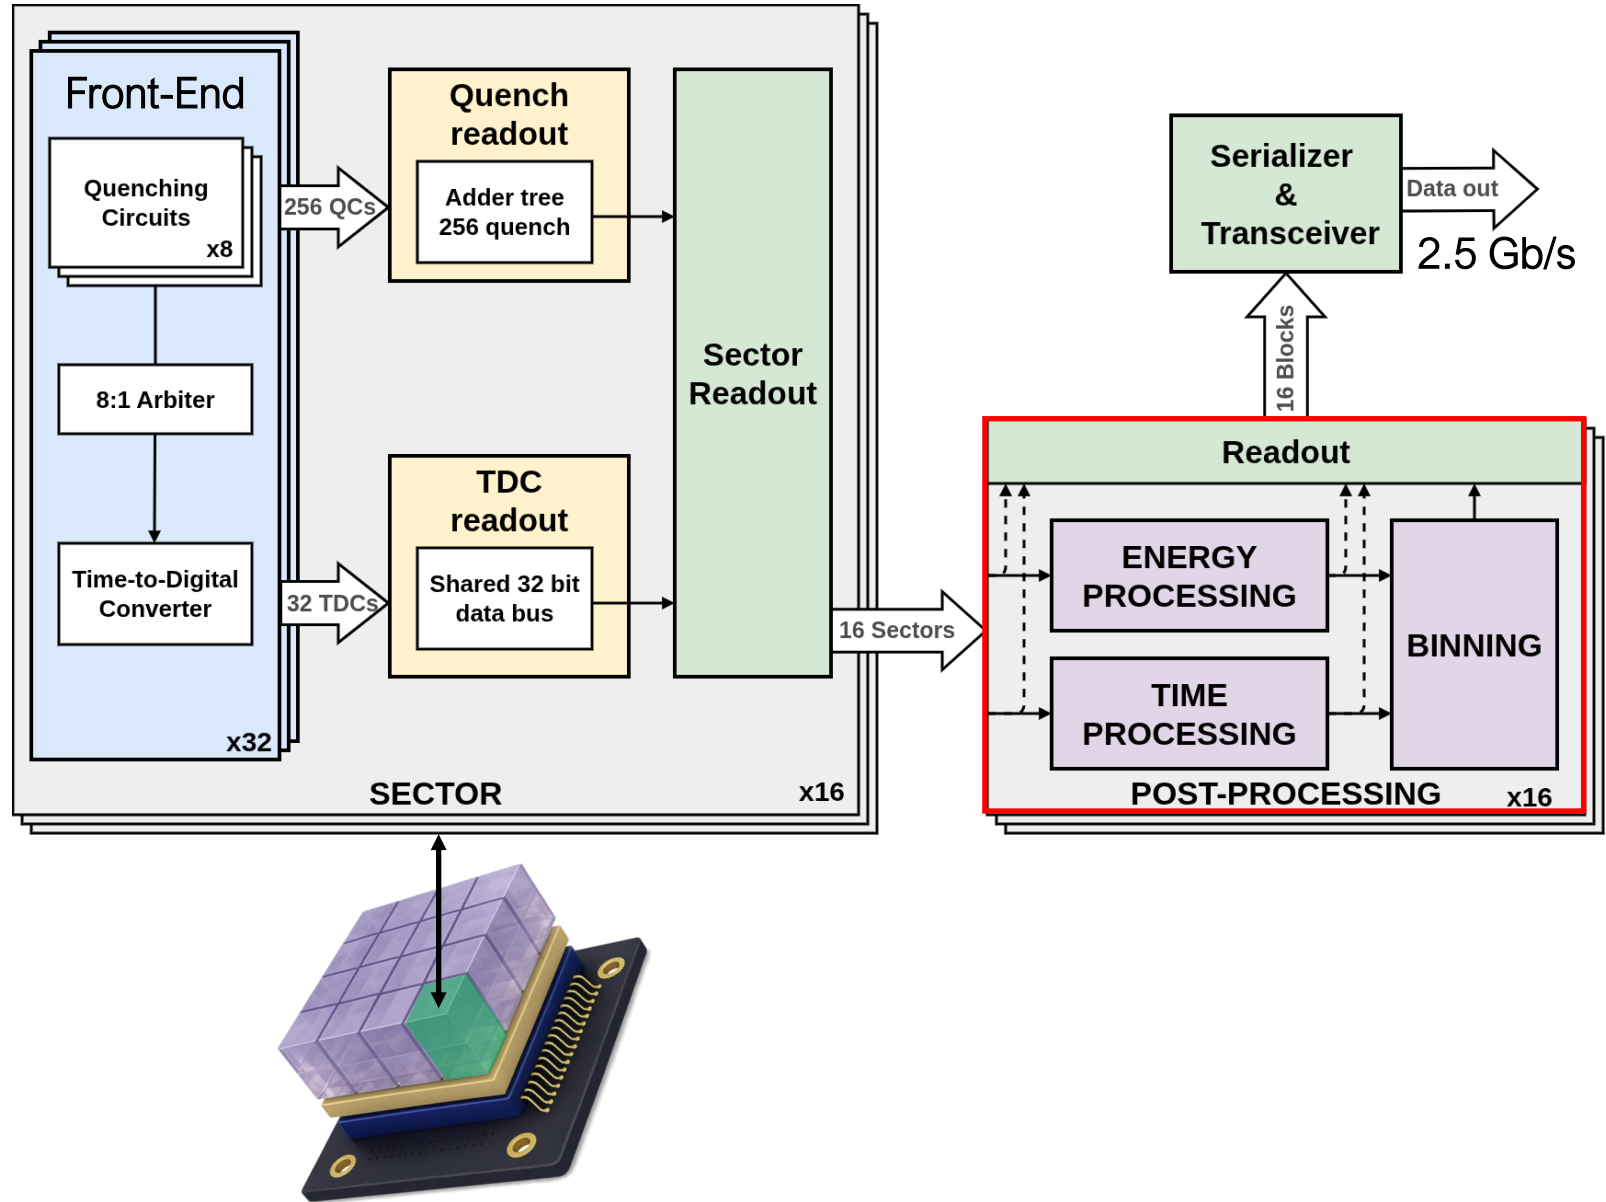 Front-End
Quenching
Circuits
x8
8:1 Arbiter
Time-to-Digital
Converter
x32
256 QCs
32 TDCs
Quench
readout
Adder tree
256 quench
TDC
readout
Shared 32 bit
data bus
Sector
Readout
SECTOR
x16
16 Sectors
Readout
ENERGY
PROCESSING
TIME
PROCESSING
BINNING
POST-PROCESSING
x16
16 Blocks
Serializer
&
Transceiver
Data out
2.5 Gb/s